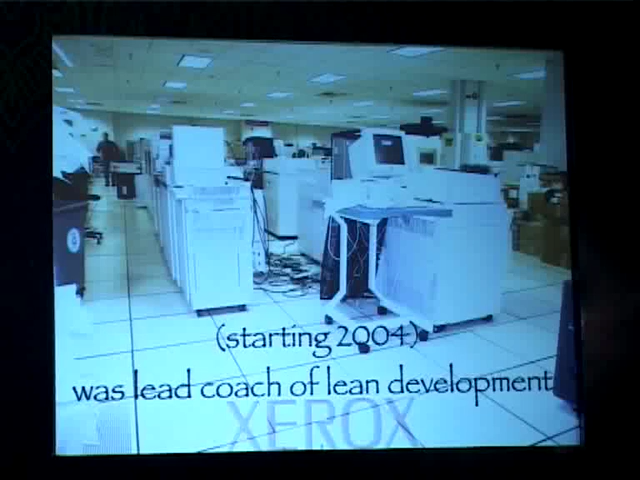 (starting 2004)
was lead coach of lean development
XEROX